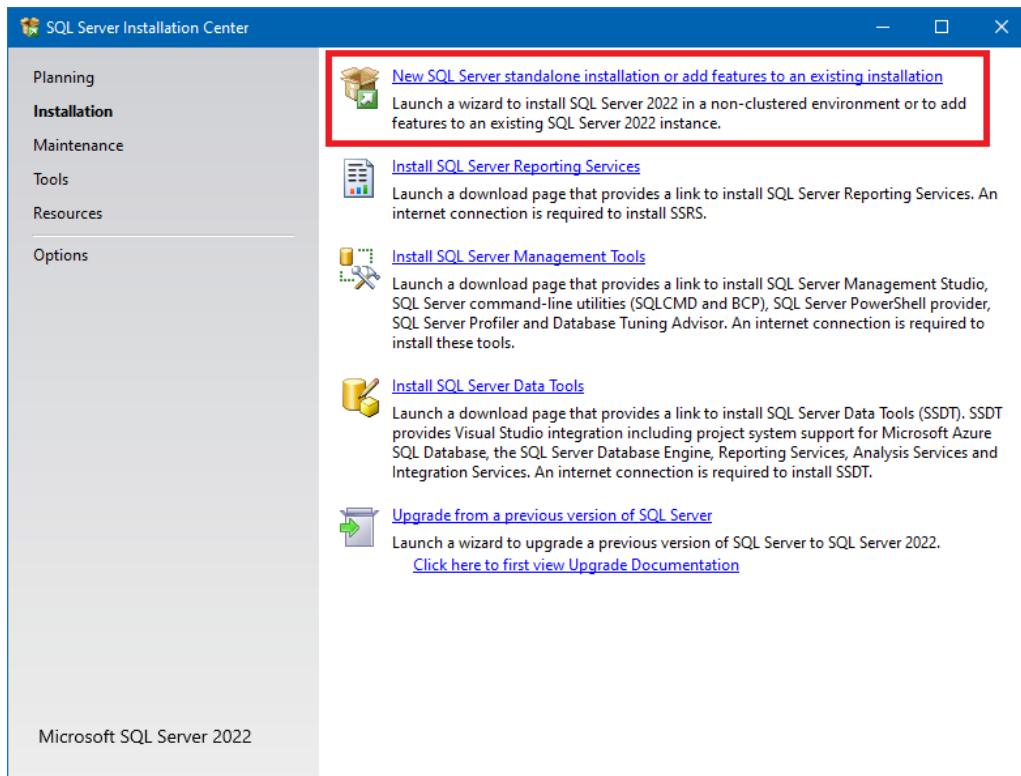 SQL Server Installation Center
Planning
Installation
Maintenance
Tools
Resources
Options
Microsoft SQL Server 2022
New SQL Server standalone installation or add features to an existing installation
Launch a wizard to install SQL Server 2022 in a non-clustered environment or to add
features to an existing SQL Server 2022 instance.
Install SQL Server Reporting Services
Launch a download page that provides a link to install SQL Server Reporting Services. An
internet connection is required to install SSRS.
Install SQL Server Management Tools
Launch a download page that provides a link to install SQL Server Management Studio,
SQL Server command-line utilities (SQLCMD and BCP), SQL Server PowerShell provider,
SQL Server Profiler and Database Tuning Advisor. An internet connection is required to
install these tools.
Install SQL Server Data Tools
Launch a download page that provides a link to install SQL Server Data Tools (SSDT). SSDT
provides Visual Studio integration including project system support for Microsoft Azure
SQL Database, the SQL Server Database Engine, Reporting Services, Analysis Services and
Integration Services. An internet connection is required to install SSDT.
Upgrade from a previous version of SQL Server
Launch a wizard to upgrade a previous version of SQL Server to SQL Server 2022.
Click here to first view Upgrade Documentation